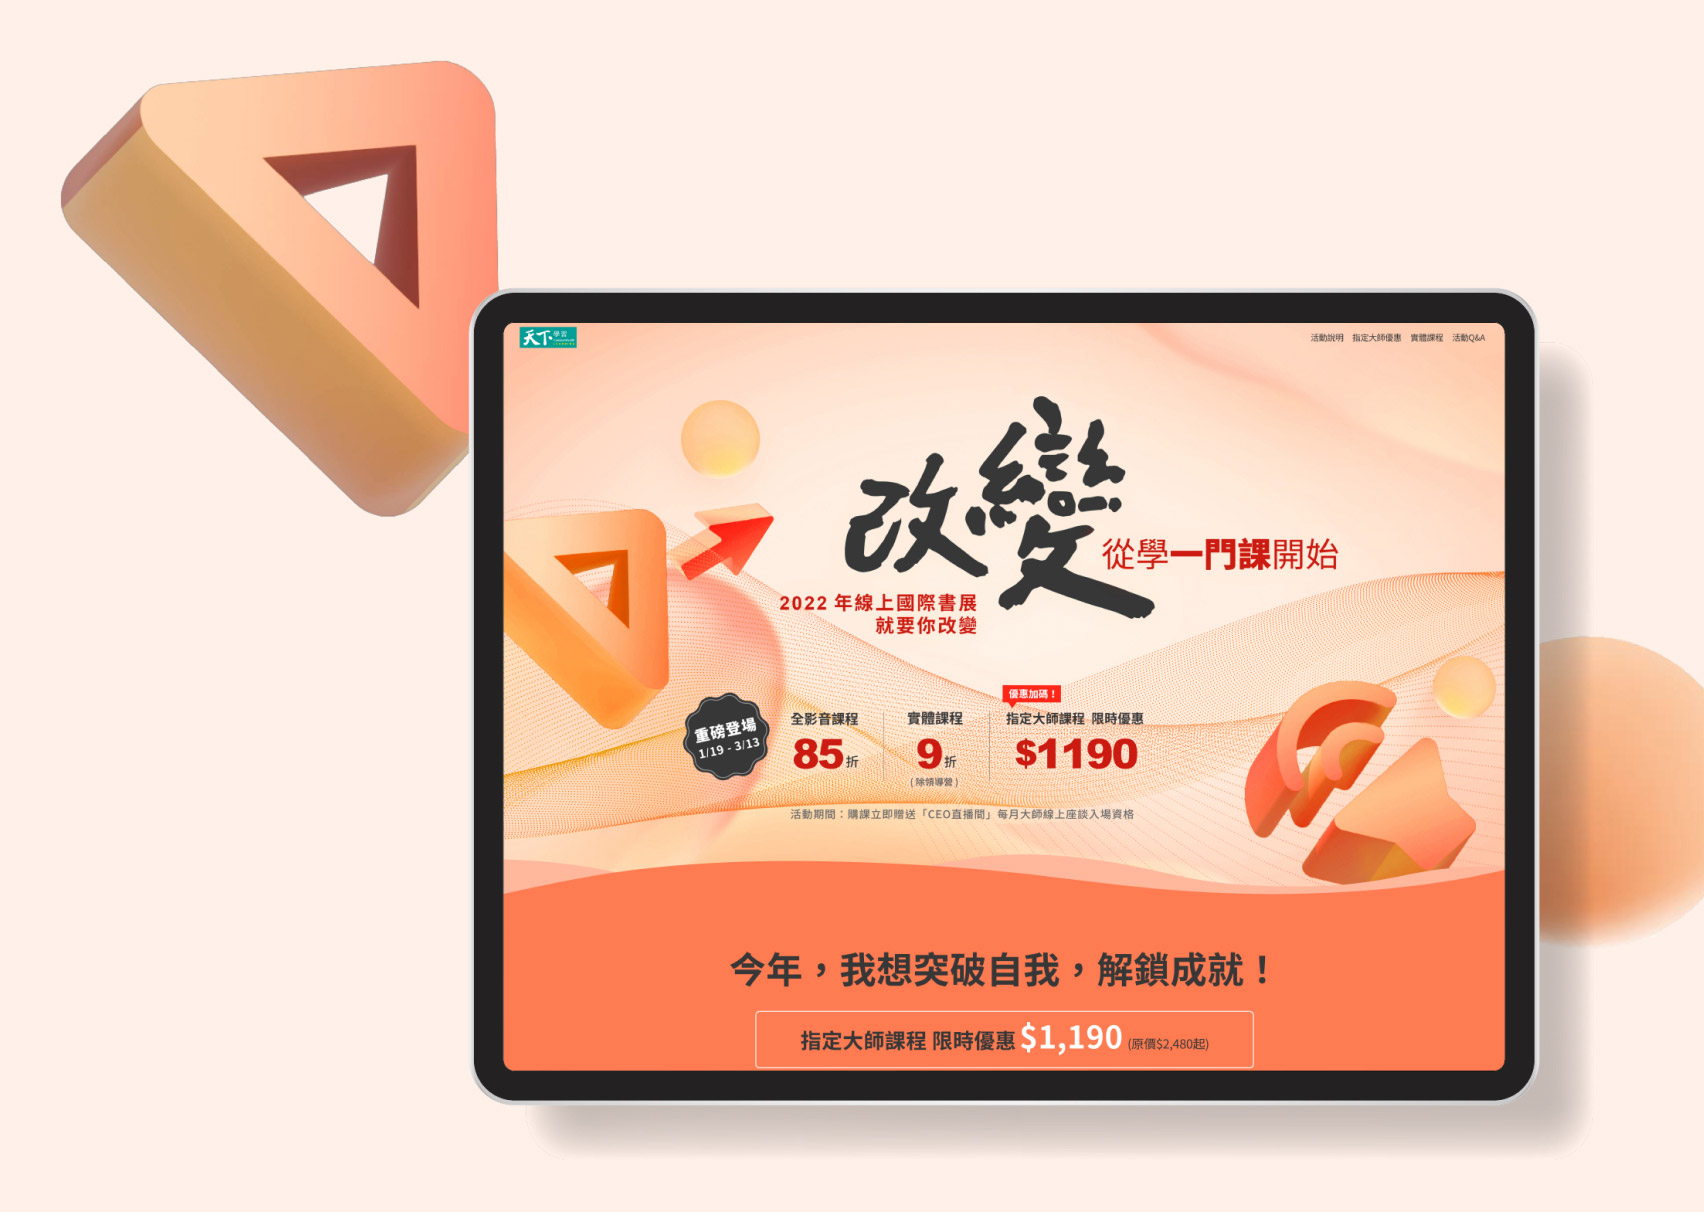 天下學習
活動說明 指定大師優惠 實體課程 活動Q&A
改變
從學一門課開始
2022 年線上國際書展
就要你改變
重磅登場
1/19 - 3/13
全影音課程
85折
實體課程
9折
(除領導營)
優惠加碼！
指定大師課程 限時優惠
$1190
活動期間：購課立即贈送「CEO直播間」每月大師線上座談入場資格
今年，我想突破自我，解鎖成就！
指定大師課程 限時優惠 $1,190 (原價$2,480起)